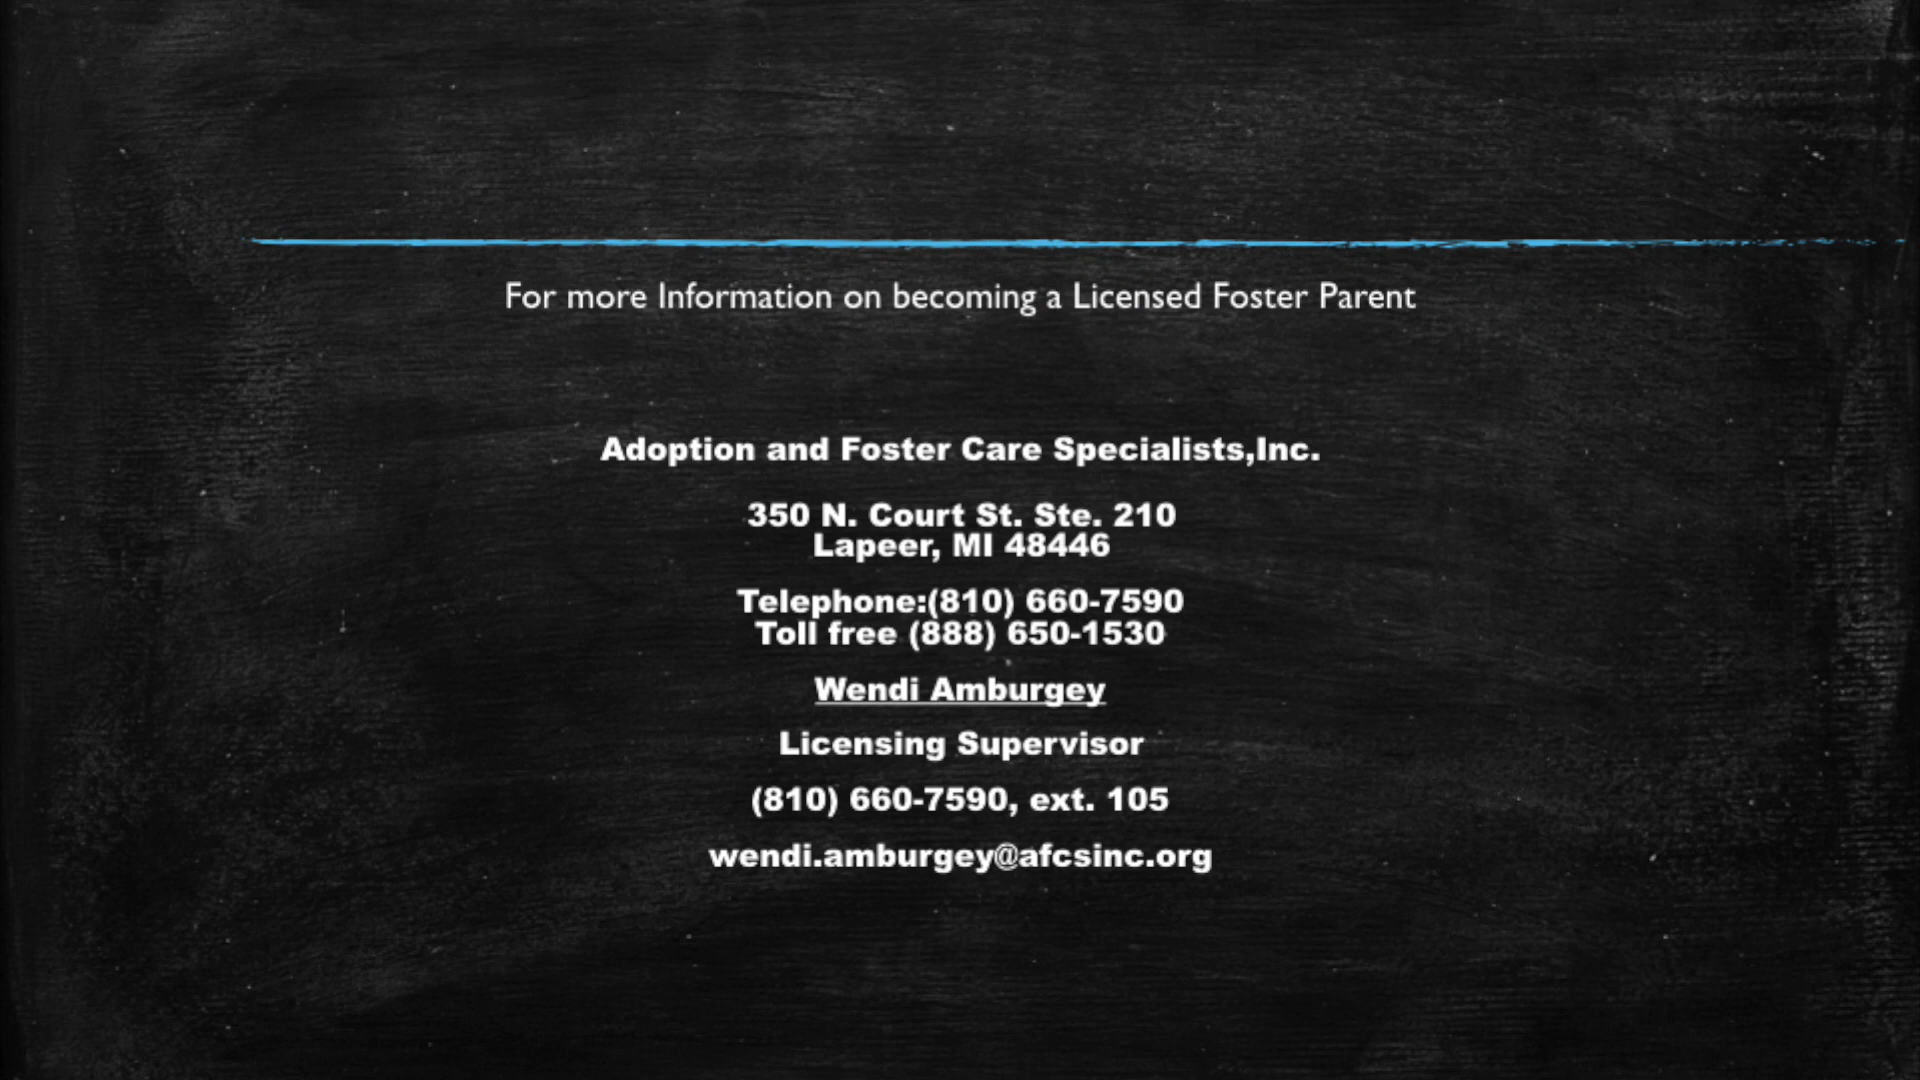 For more Information on becoming a Licensed Foster Parent
Adoption and Foster Care Specialists,Inc.
350 N. Court St. Ste. 210
Lapeer, MI 48446
Telephone:(810) 660-7590
Toll free (888) 650-1530
Wendi Amburgey
Licensing Supervisor
(810) 660-7590, ext. 105
wendi.amburgey@afcsinc.org